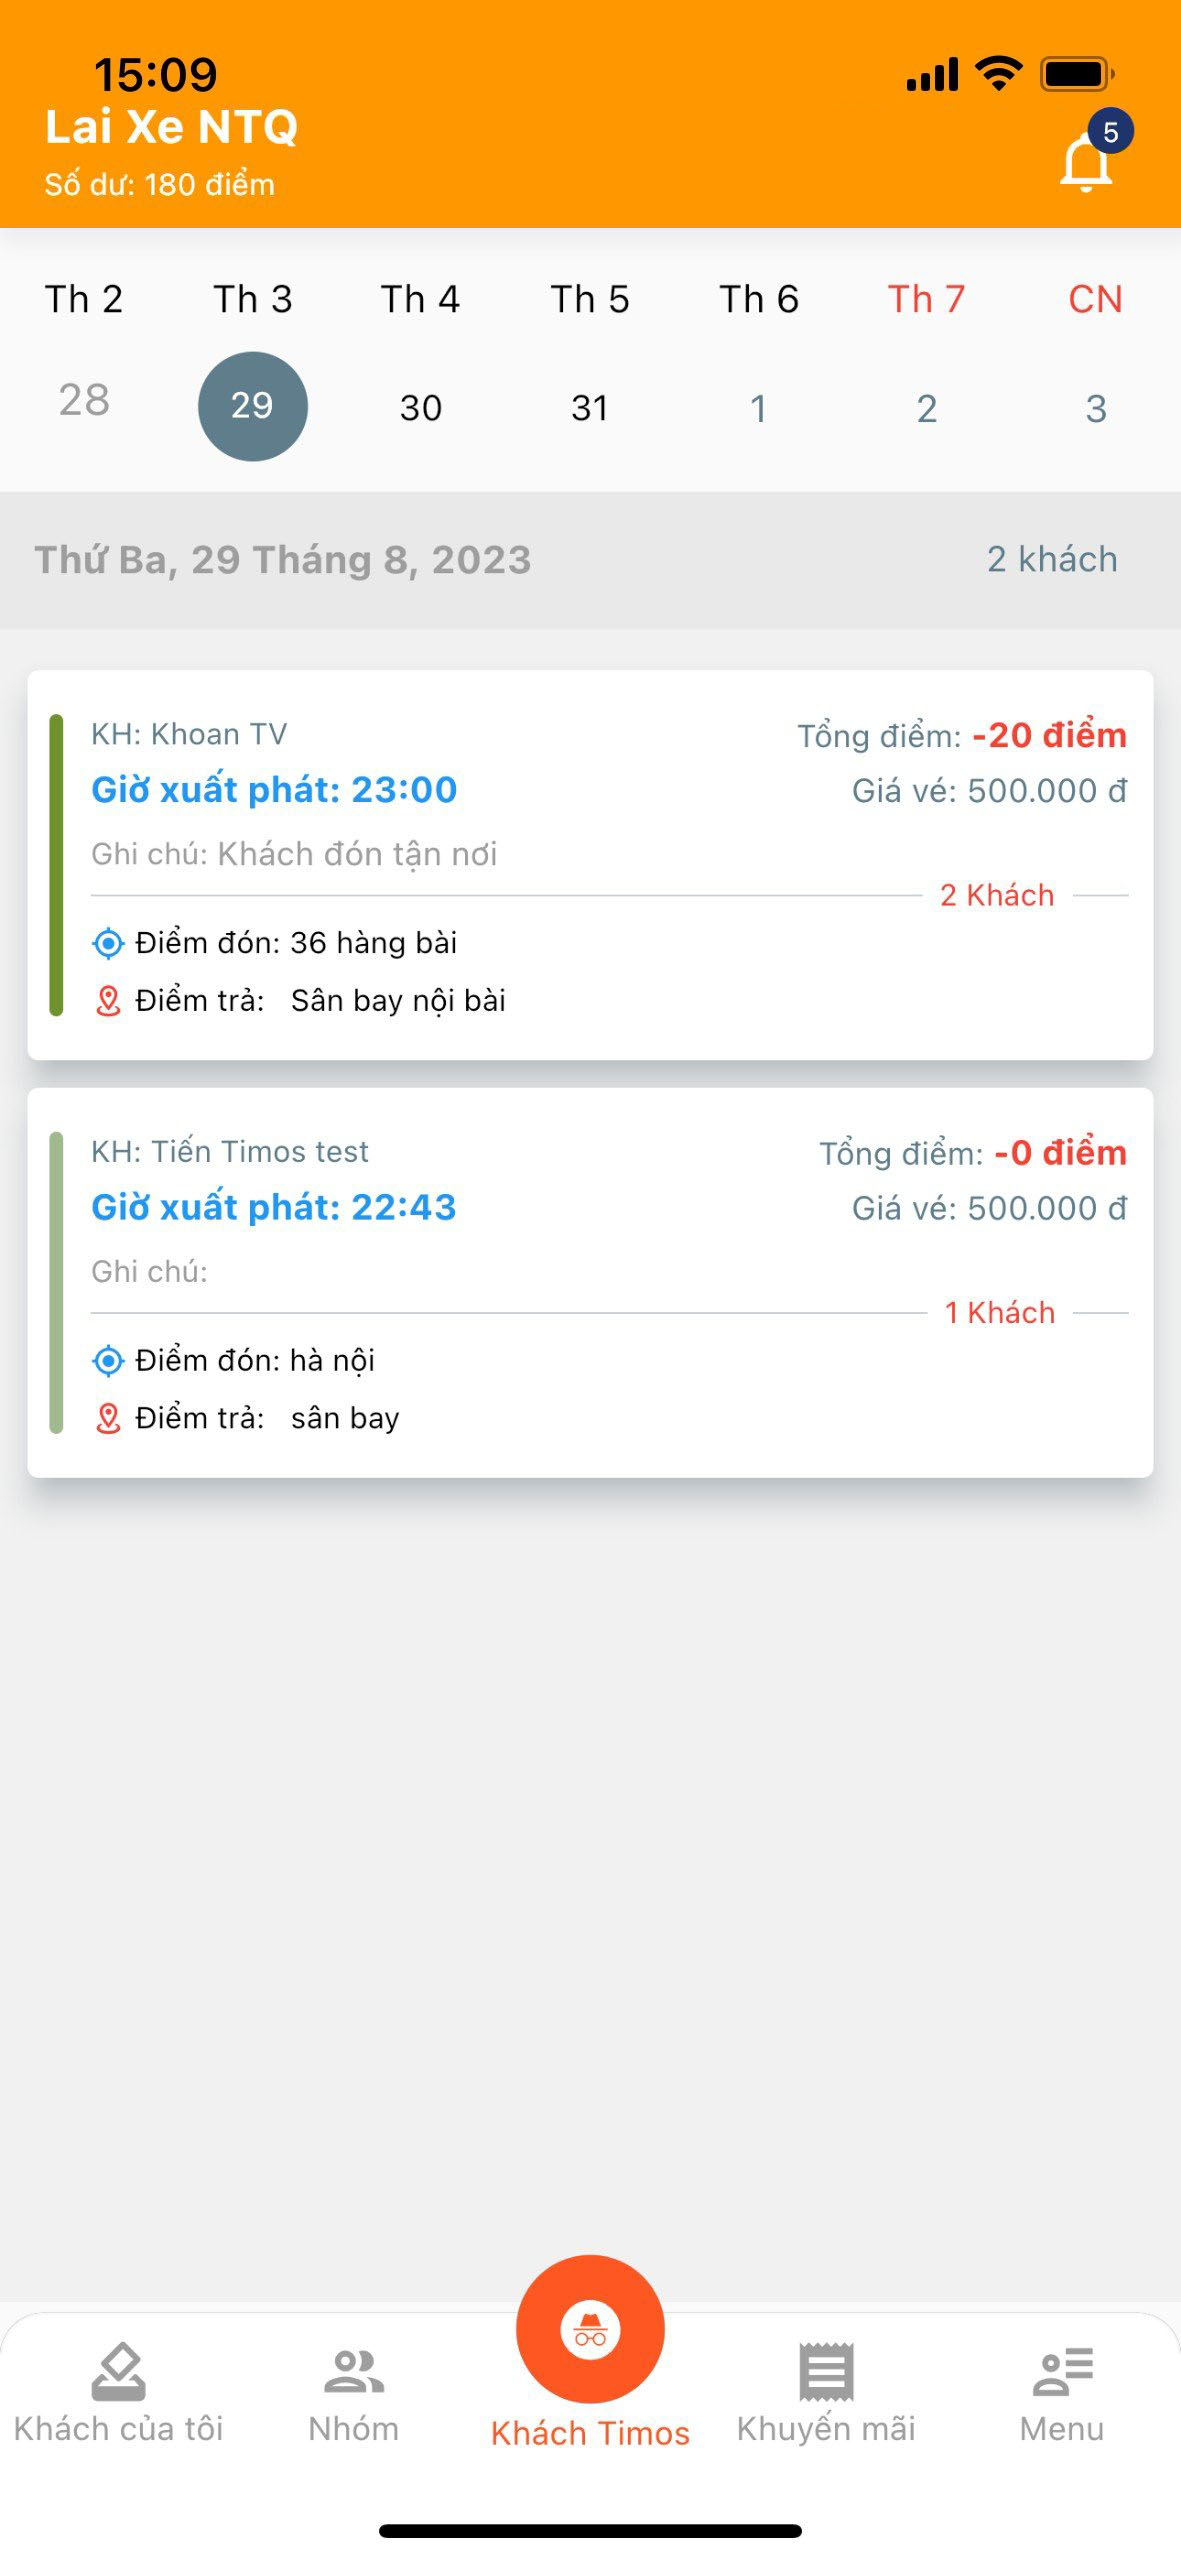 15:09
Lai Xe NTQ
5
Số dư: 180 điểm
Th 2 Th 3 Th 4 Th 5 Th 6 Th 7 CN
28 29 30 31 1 2 3
Thứ Ba, 29 Tháng 8, 2023 2 khách
KH: Khoan TV Tổng điểm: -20 điểm
Giờ xuất phát: 23:00 Giá vé: 500.000 đ
Ghi chú: Khách đón tận nơi
2 Khách
Điểm đón: 36 hàng bài
Điểm trả: Sân bay nội bài
KH: Tiến Timos test Tổng điểm: -0 điểm
Giờ xuất phát: 22:43 Giá vé: 500.000 đ
Ghi chú:
1 Khách
Điểm đón: hà nội
Điểm trả: sân bay
Khách của tôi Nhóm Khách Timos Khuyến mãi Menu